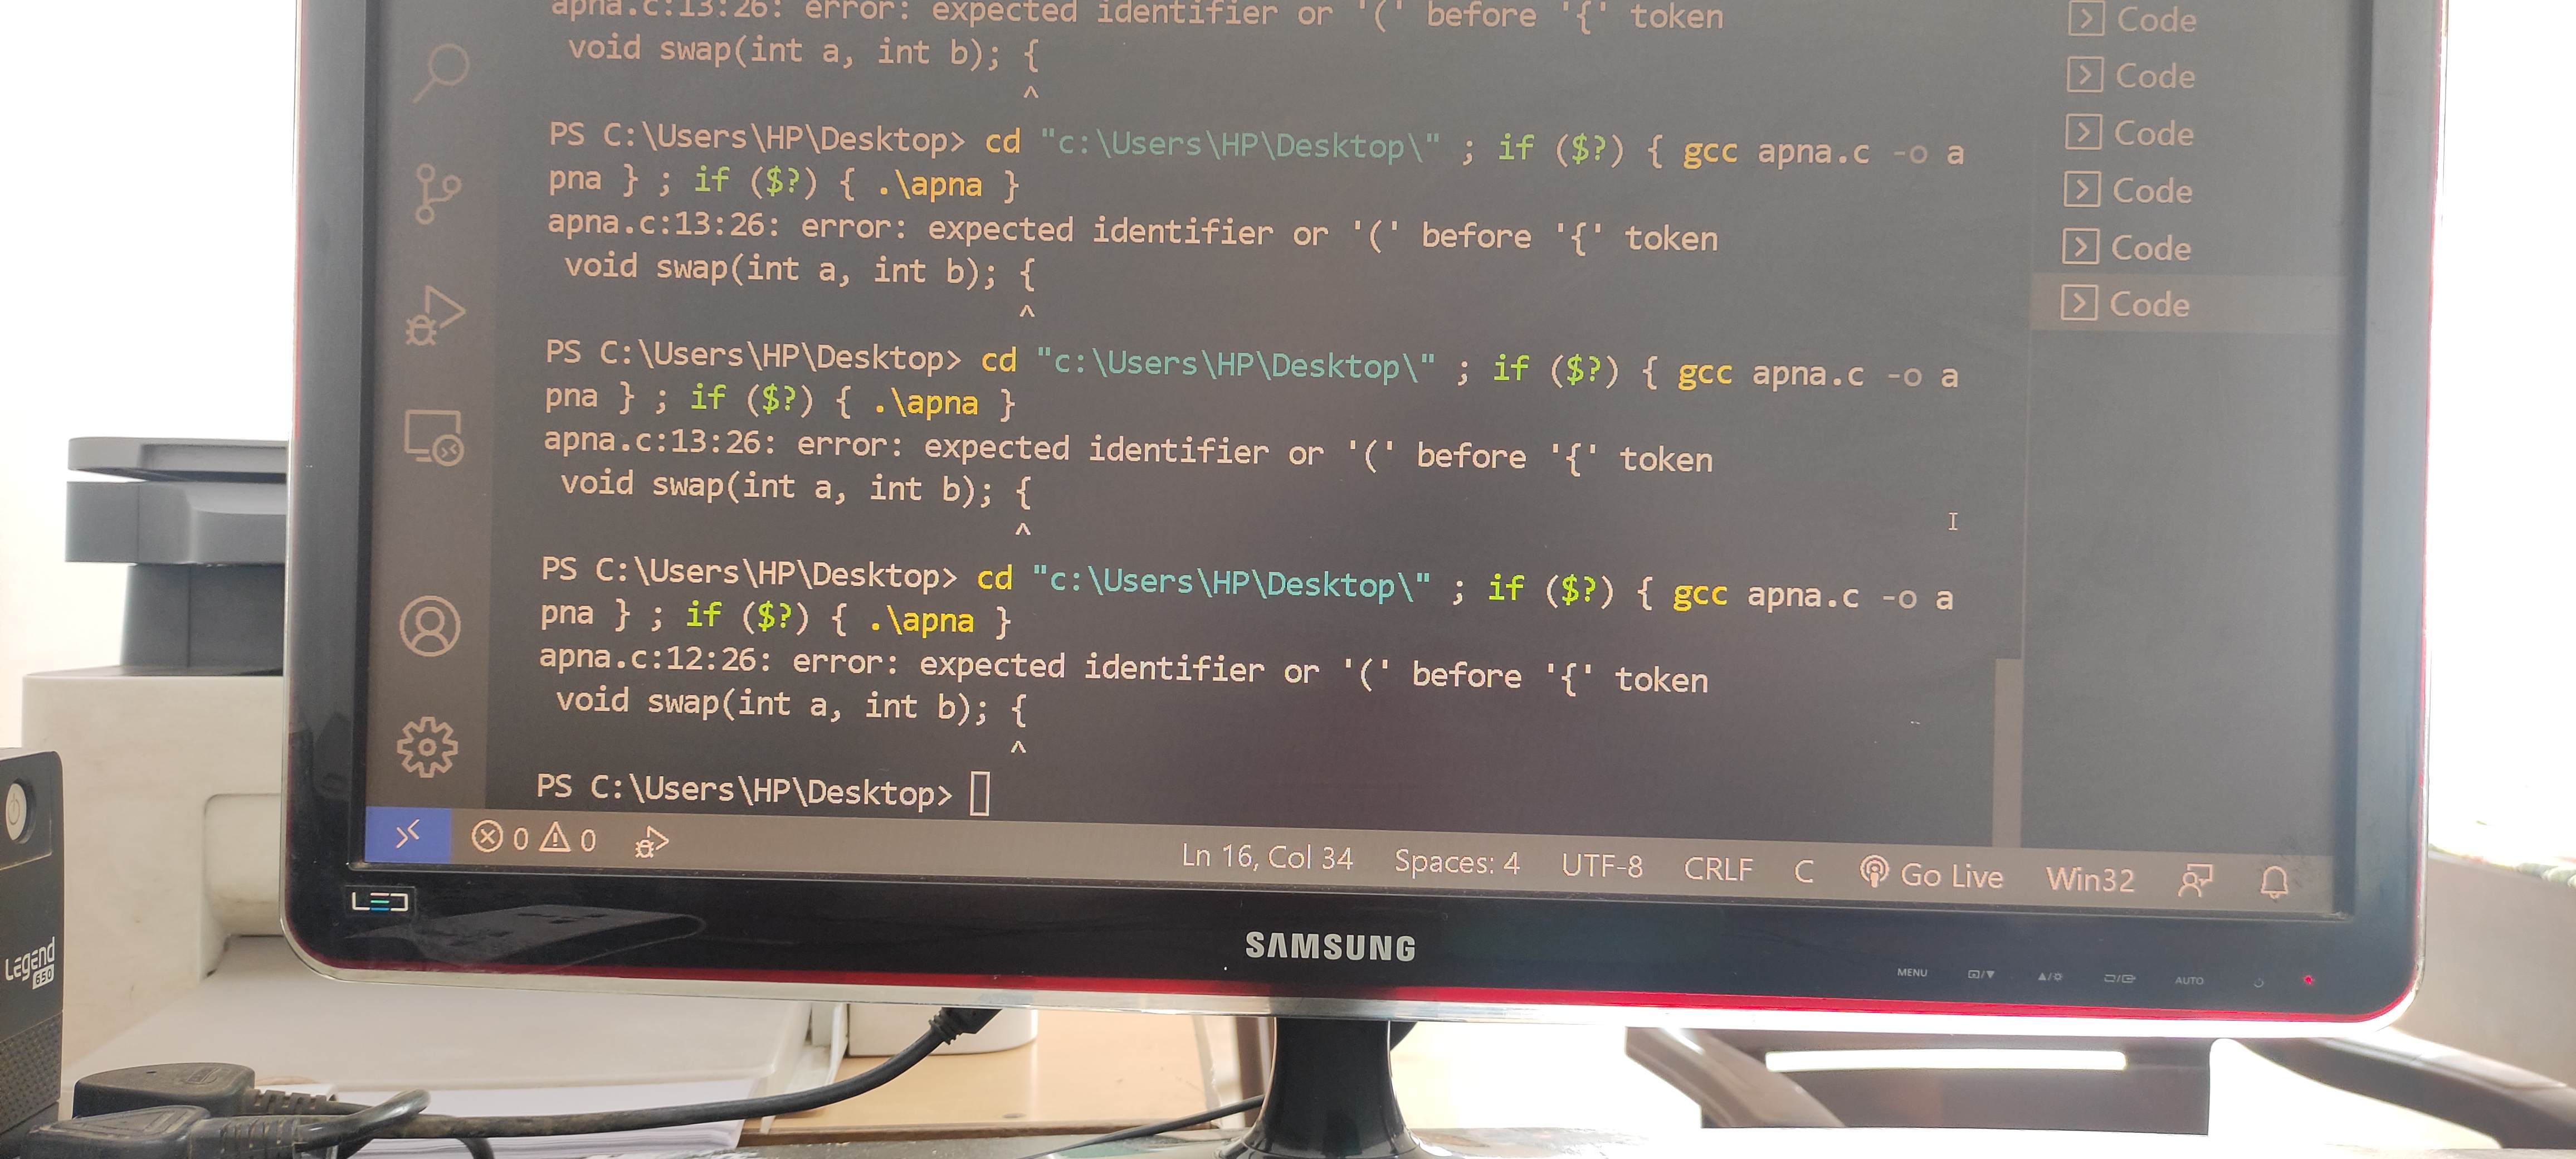 apna.c:13:26: error: expected identifier or '(' before '{' token
void swap(int a, int b); {
^
PS C:\Users\HP\Desktop> cd "c:\Users\HP\Desktop\" ; if ($?) { gcc apna.c -o a
pna } ; if ($?) { .\apna }
apna.c:13:26: error: expected identifier or '(' before '{' token
void swap(int a, int b); {
^
PS C:\Users\HP\Desktop> cd "c:\Users\HP\Desktop\" ; if ($?) { gcc apna.c -o a
pna } ; if ($?) { .\apna }
apna.c:13:26: error: expected identifier or '(' before '{' token
void swap(int a, int b); {
^
PS C:\Users\HP\Desktop> cd "c:\Users\HP\Desktop\" ; if ($?) { gcc apna.c -o a
pna } ; if ($?) { .\apna }
apna.c:12:26: error: expected identifier or '(' before '{' token
void swap(int a, int b); {
^
PS C:\Users\HP\Desktop>
Code
Code
Code
Code
Code
Code
0 0 Ln 16, Col 34 Spaces: 4 UTF-8 CRLF C Go Live Win32
LED
SAMSUNG
MENU AUTO
Legend
650